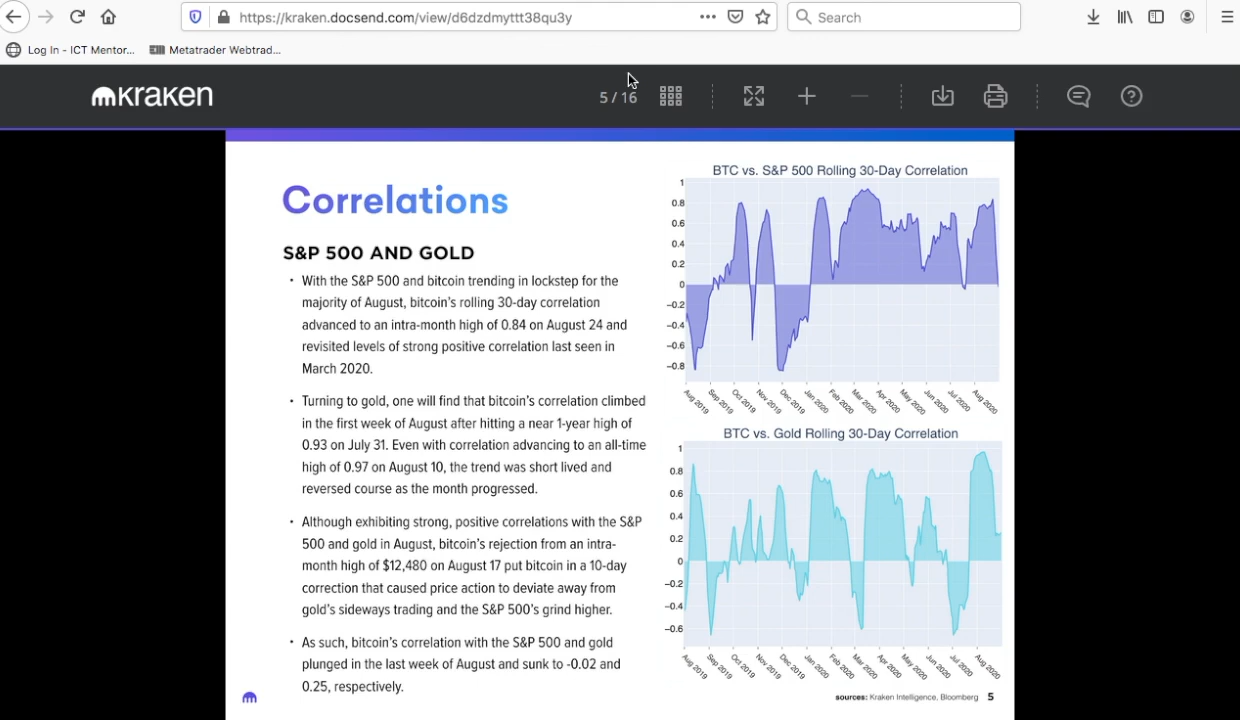 https://kraken.docsend.com/view/d6dzdmyttt38qu3y
Search
Log In - ICT Mentor...
Metatrader Webtrad...
kraken
5 / 16
Correlations
S&P 500 AND GOLD
• With the S&P 500 and bitcoin trending in lockstep for the
majority of August, bitcoin's rolling 30-day correlation
advanced to an intra-month high of 0.84 on August 24 and
revisited levels of strong positive correlation last seen in
March 2020.
• Turning to gold, one will find that bitcoin's correlation climbed
in the first week of August after hitting a near 1-year high of
0.93 on July 31. Even with correlation advancing to an all-time
high of 0.97 on August 10, the trend was short lived and
reversed course as the month progressed.
• Although exhibiting strong, positive correlations with the S&P
500 and gold in August, bitcoin's rejection from an intra-
month high of $12,480 on August 17 put bitcoin in a 10-day
correction that caused price action to deviate away from
gold's sideways trading and the S&P 500's grind higher.
• As such, bitcoin's correlation with the S&P 500 and gold
plunged in the last week of August and sunk to -0.02 and
0.25, respectively.
BTC vs. S&P 500 Rolling 30-Day Correlation
1
0.8
0.6
0.4
0.2
0
−0.2
−0.4
−0.6
−0.8
Aug 2019
Sep 2019
Oct 2019
Nov 2019
Dec 2019
Jan 2020
Feb 2020
Mar 2020
Apr 2020
May 2020
Jun 2020
Jul 2020
Aug 2020
BTC vs. Gold Rolling 30-Day Correlation
1
0.8
0.6
0.4
0.2
0
−0.2
−0.4
−0.6
Aug 2019
Sep 2019
Oct 2019
Nov 2019
Dec 2019
Jan 2020
Feb 2020
Mar 2020
Apr 2020
May 2020
Jun 2020
Jul 2020
Aug 2020
sources: Kraken Intelligence, Bloomberg 5